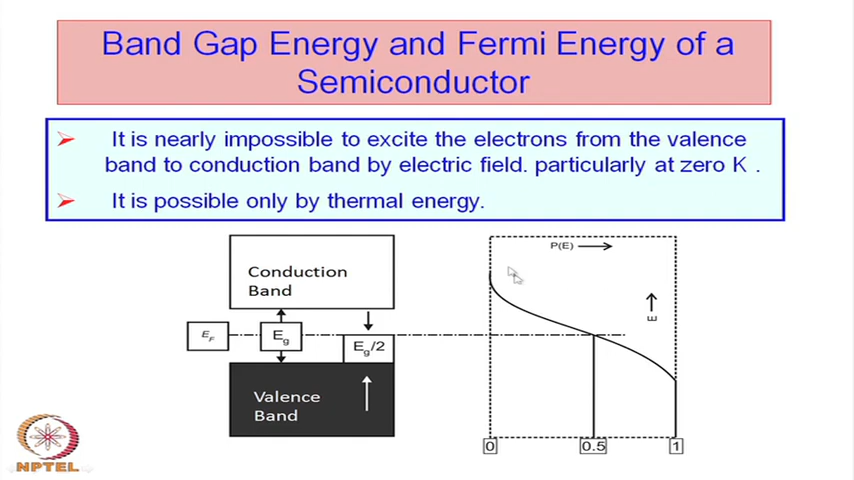 Band Gap Energy and Fermi Energy of a
Semiconductor
It is nearly impossible to excite the electrons from the valence
band to conduction band by electric field. particularly at zero K .
It is possible only by thermal energy.
Conduction
Band
E_F
E_g
E_g/2
Valence
Band
P(E)
E
0
0.5
1
NPTEL